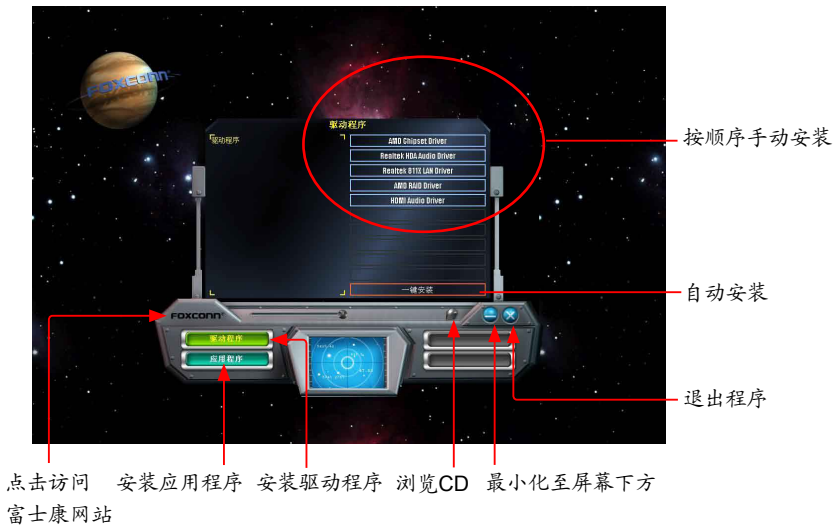 FOXCONN
驱动程序
驱动程序
AMD Chipset Driver
Realtek HDA Audio Driver
Realtek 811X LAN Driver
AMD RAID Driver
HDMI Audio Driver
一键安装
FOXCONN
驱动程序
应用程序
按顺序手动安装
自动安装
退出程序
点击访问
富士康网站
安装应用程序
安装驱动程序
浏览CD
最小化至屏幕下方